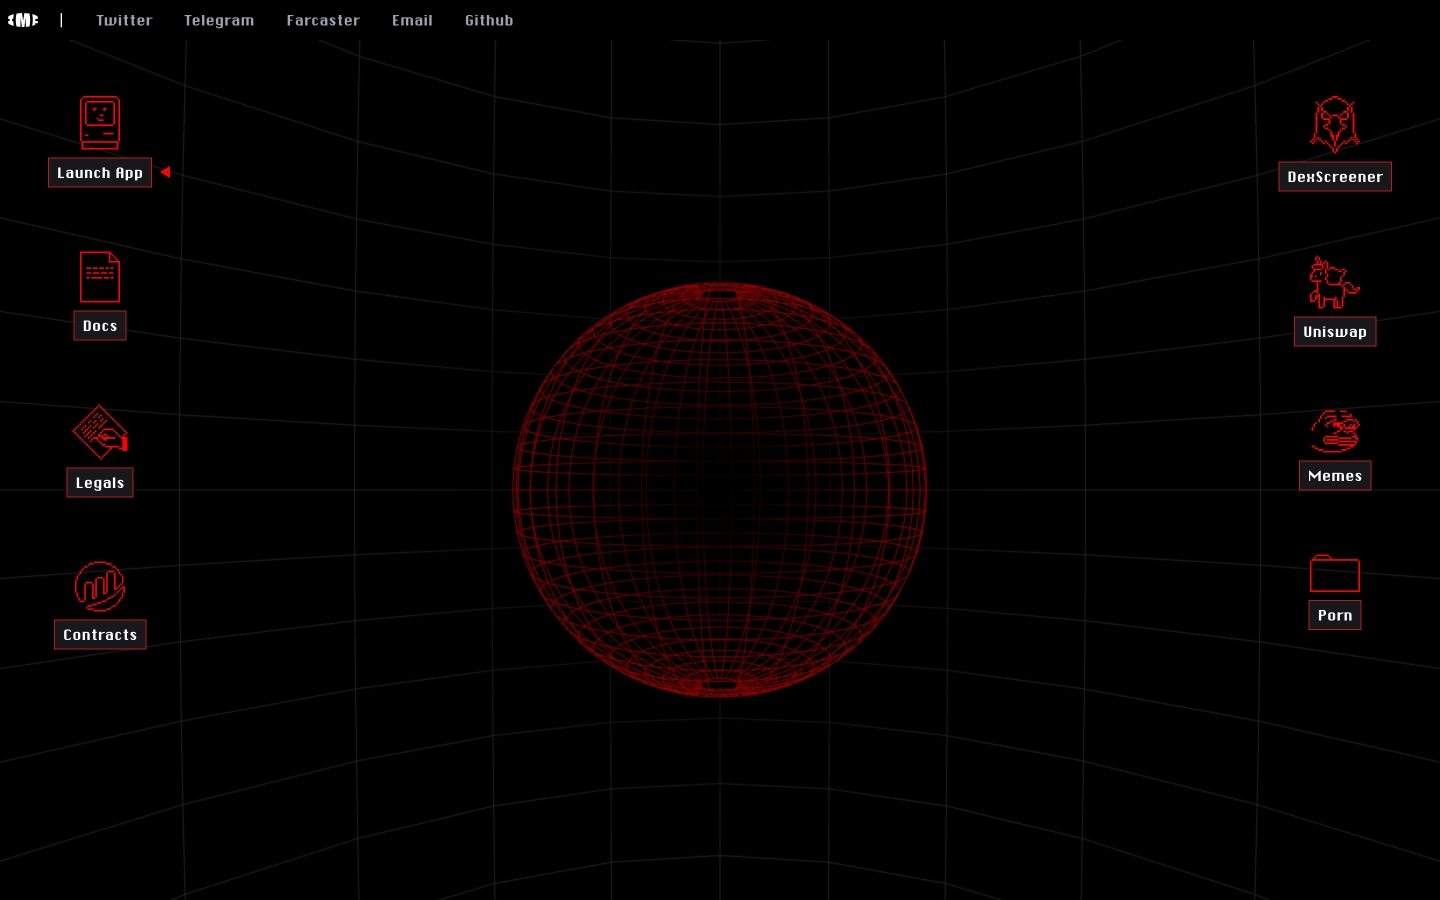 Twitter Telegram Farcaster Email Github
Launch App
Docs
Legals
Contracts
DexScreener
Uniswap
Memes
Porn